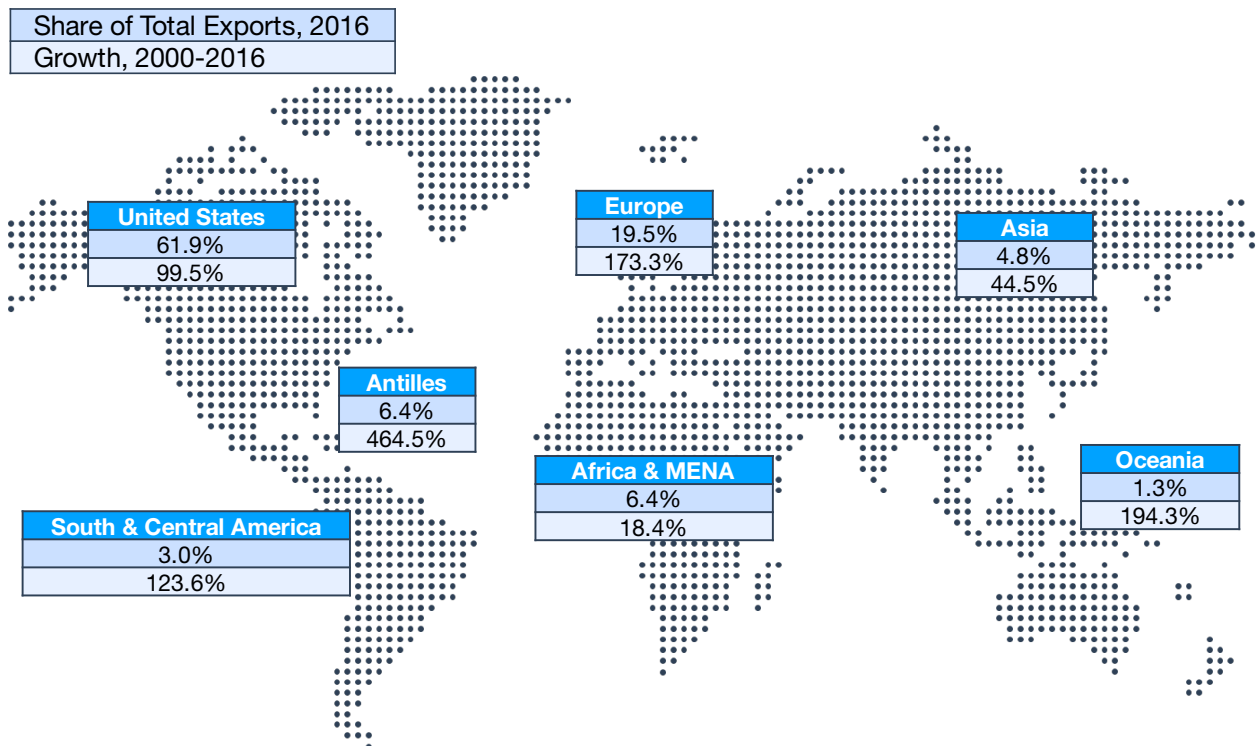 Share of Total Exports, 2016
Growth, 2000-2016
United States
61.9%
99.5%
Europe
19.5%
173.3%
Asia
4.8%
44.5%
Antilles
6.4%
464.5%
Africa & MENA
6.4%
18.4%
Oceania
1.3%
194.3%
South & Central America
3.0%
123.6%